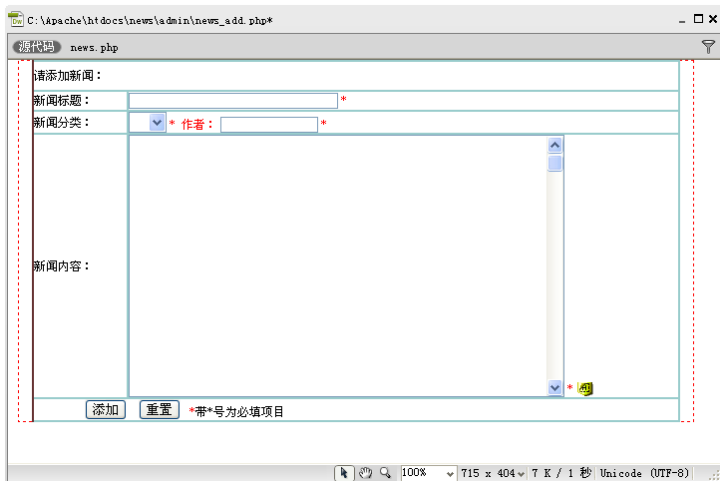 C:\Apache\htdocs\news\admin\news_add.php*
源代码 news.php
请添加新闻：
新闻标题： *
新闻分类： * 作者： *
新闻内容： *
添加 重置 *带*号为必填项目
100% 715 x 404 7 K / 1 秒 Unicode (UTF-8)